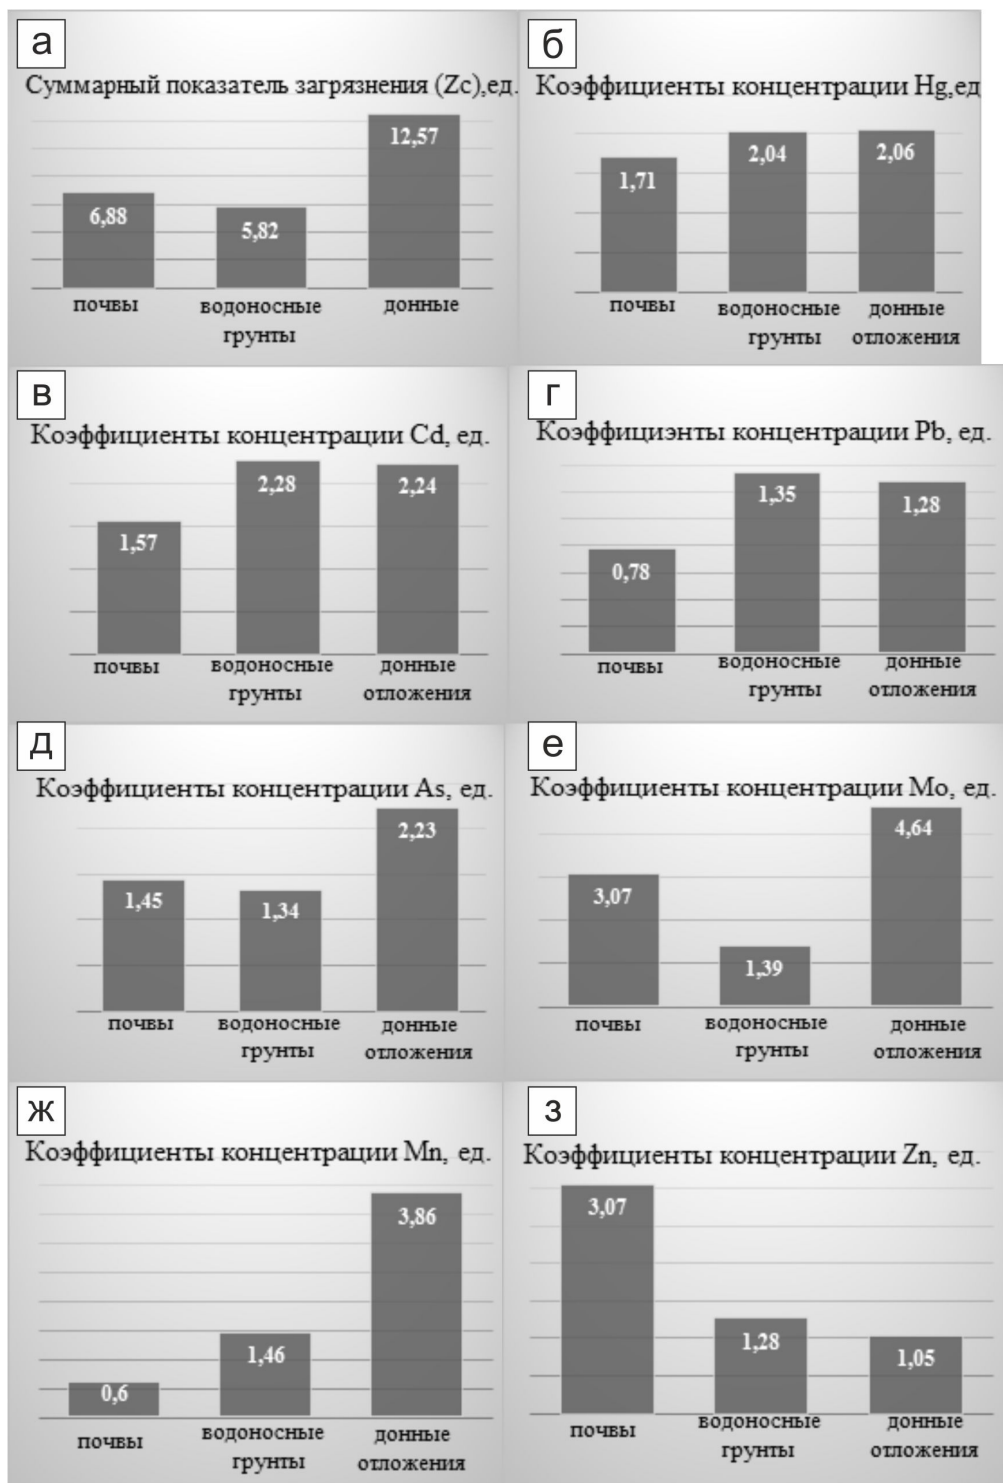 а
Суммарный показатель загрязнения (Zc),ед.
12,57
6,88
5,82
почвы
водоносные
грунты
донные
б
Коэффициенты концентрации Hg,ед
1,71
2,04
2,06
почвы
водоносные
грунты
донные
отложения
в
Коэффициенты концентрации Cd, ед.
1,57
2,28
2,24
почвы
водоносные
грунты
донные
отложения
г
Коэффициэнты концентрации Pb, ед.
0,78
1,35
1,28
почвы
водоносные
грунты
донные
отложения
д
Коэффициенты концентрации As, ед.
1,45
1,34
2,23
почвы
водоносные
грунты
донные
отложения
е
Коэффициенты концентрации Mo, ед.
3,07
1,39
4,64
почвы
водоносные
грунты
донные
отложения
ж
Коэффициенты концентрации Mn, ед.
0,6
1,46
3,86
почвы
водоносные
грунты
донные
отложения
з
Коэффициенты концентрации Zn, ед.
3,07
1,28
1,05
почвы
водоносные
грунты
донные
отложения